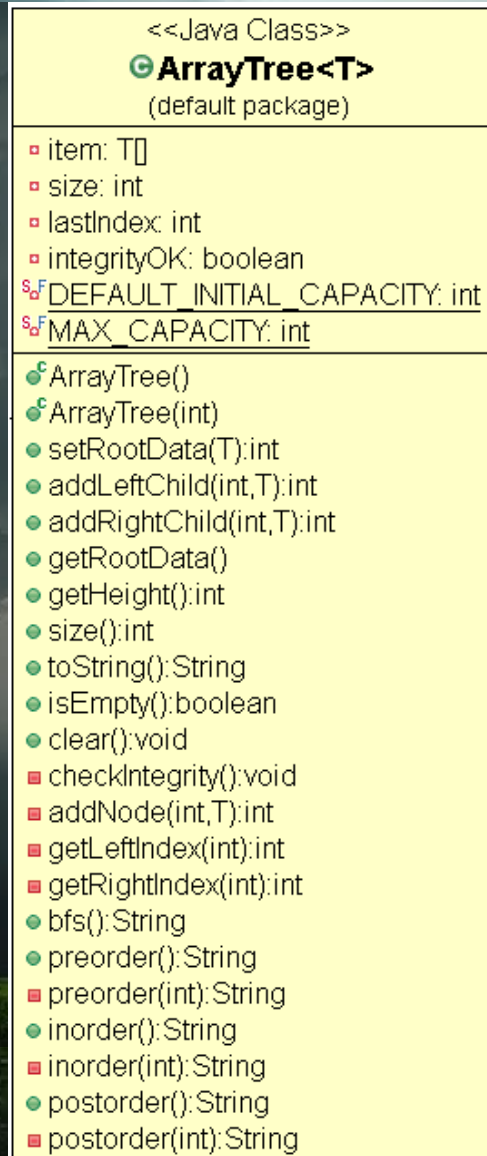 <<Java Class>>
C ArrayTree<T>
(default package)
item: T[]
size: int
lastIndex: int
integrityOK: boolean
S F DEFAULT_INITIAL_CAPACITY: int
S F MAX_CAPACITY: int
C ArrayTree()
C ArrayTree(int)
setRootData(T):int
addLeftChild(int,T):int
addRightChild(int,T):int
getRootData()
getHeight():int
size():int
toString():String
isEmpty():boolean
clear():void
checkIntegrity():void
addNode(int,T):int
getLeftIndex(int):int
getRightIndex(int):int
bfs():String
preorder():String
preorder(int):String
inorder():String
inorder(int):String
postorder():String
postorder(int):String